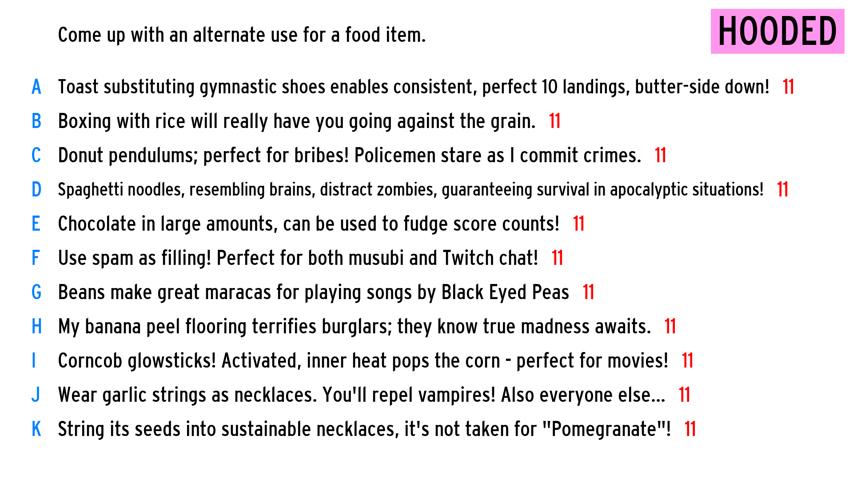 Come up with an alternate use for a food item.
HOODED
A Toast substituting gymnastic shoes enables consistent, perfect 10 landings, butter-side down! 11
B Boxing with rice will really have you going against the grain. 11
C Donut pendulums; perfect for bribes! Policemen stare as I commit crimes. 11
D Spaghetti noodles, resembling brains, distract zombies, guaranteeing survival in apocalyptic situations! 11
E Chocolate in large amounts, can be used to fudge score counts! 11
F Use spam as filling! Perfect for both musubi and Twitch chat! 11
G Beans make great maracas for playing songs by Black Eyed Peas 11
H My banana peel flooring terrifies burglars; they know true madness awaits. 11
I Corncob glowsticks! Activated, inner heat pops the corn - perfect for movies! 11
J Wear garlic strings as necklaces. You'll repel vampires! Also everyone else... 11
K String its seeds into sustainable necklaces, it's not taken for "Pomegranate"! 11